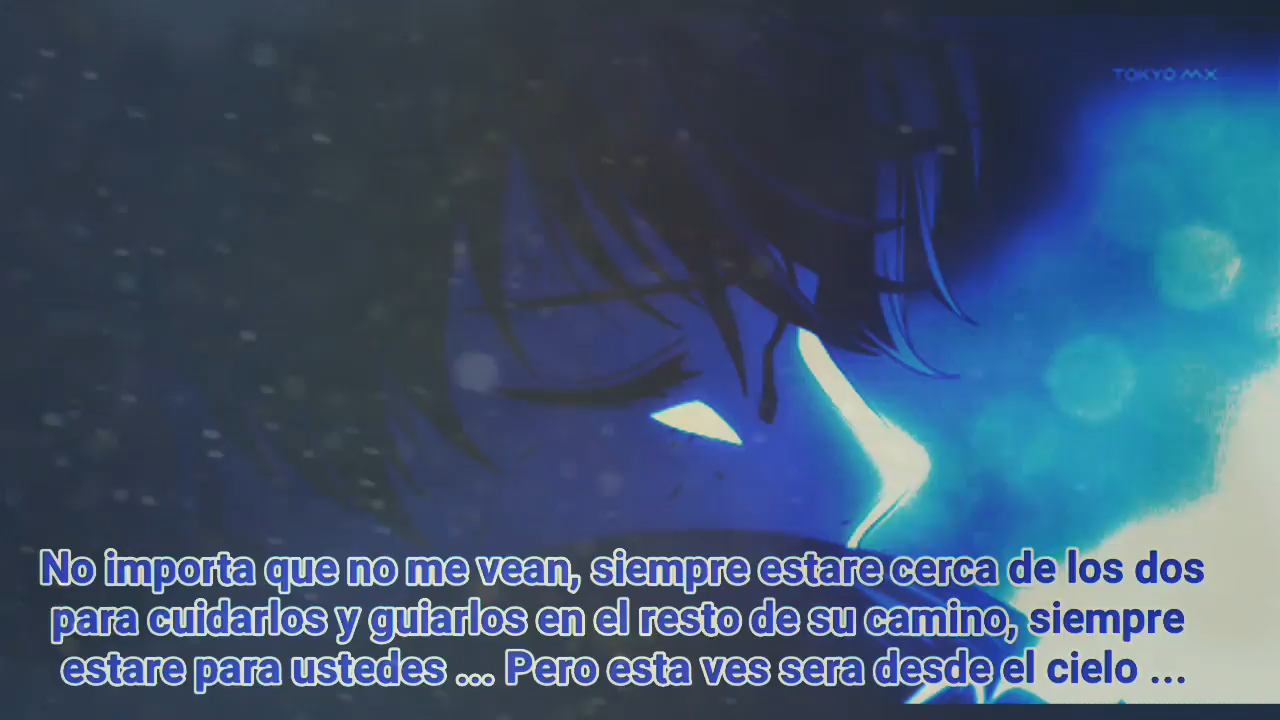 TOKYO MX
No importa que no me vean, siempre estare cerca de los dos
para cuidarlos y guiarlos en el resto de su camino, siempre
estare para ustedes ... Pero esta ves sera desde el cielo ...